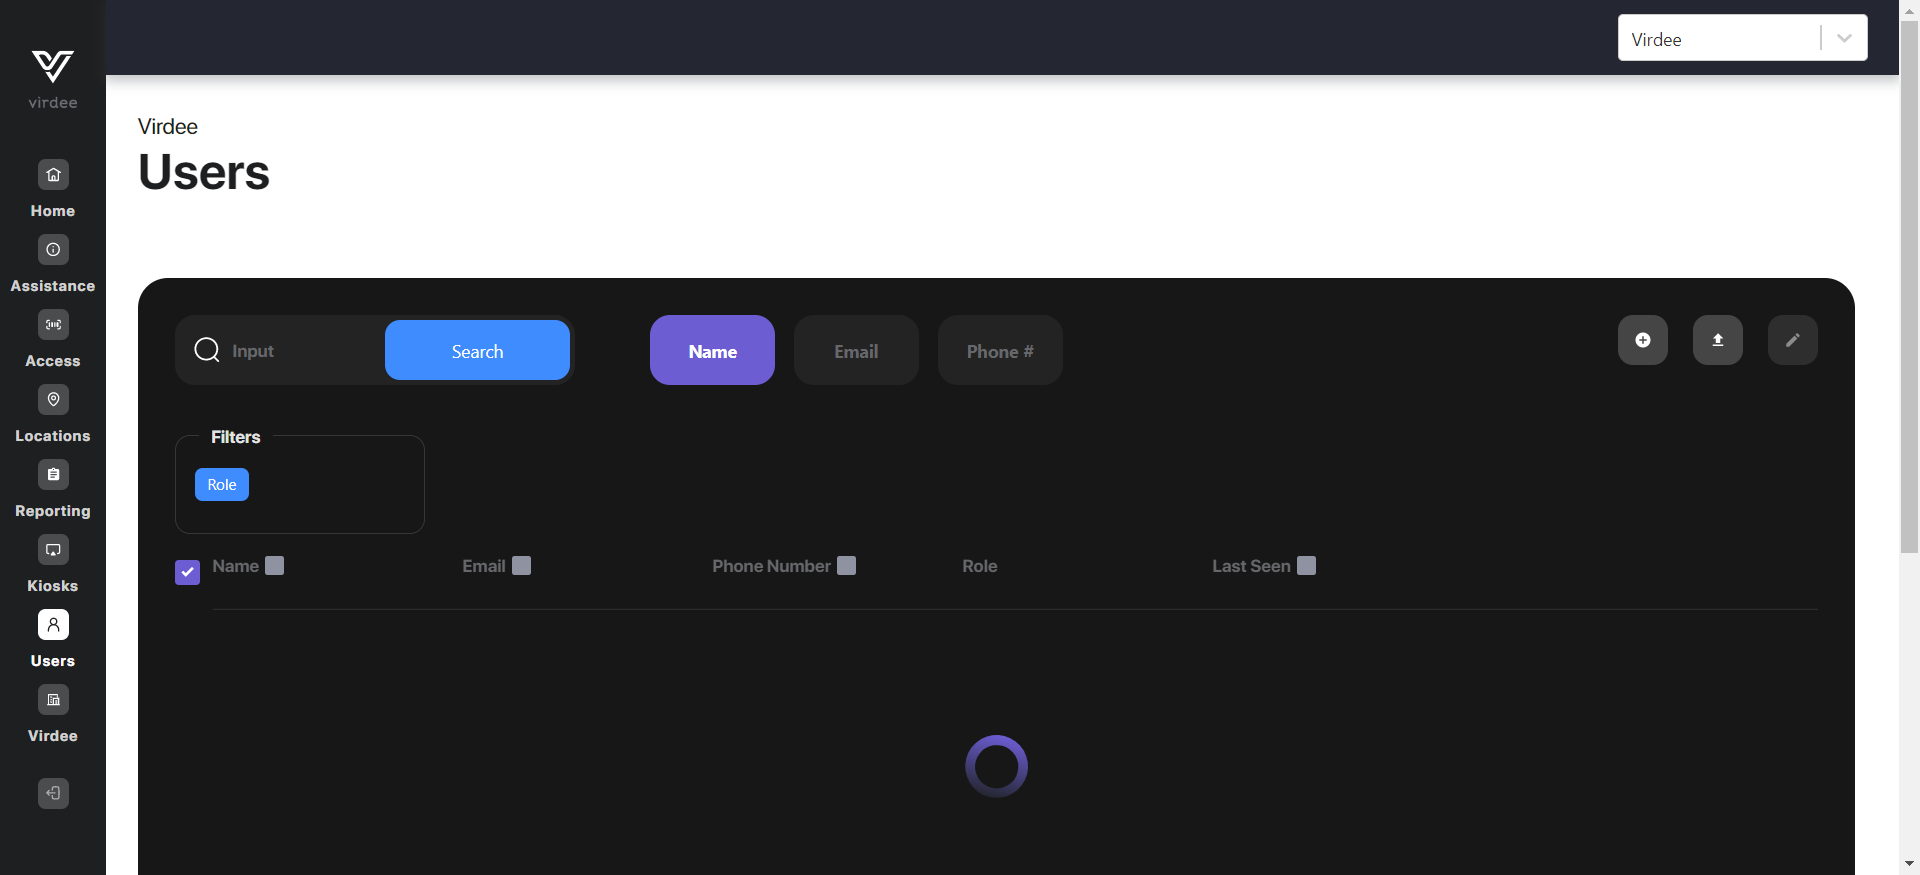 virdee
Home
Assistance
Access
Locations
Reporting
Kiosks
Users
Virdee
Virdee
Virdee
Users
Input
Search
Name
Email
Phone #
Filters
Role
Name
Email
Phone Number
Role
Last Seen